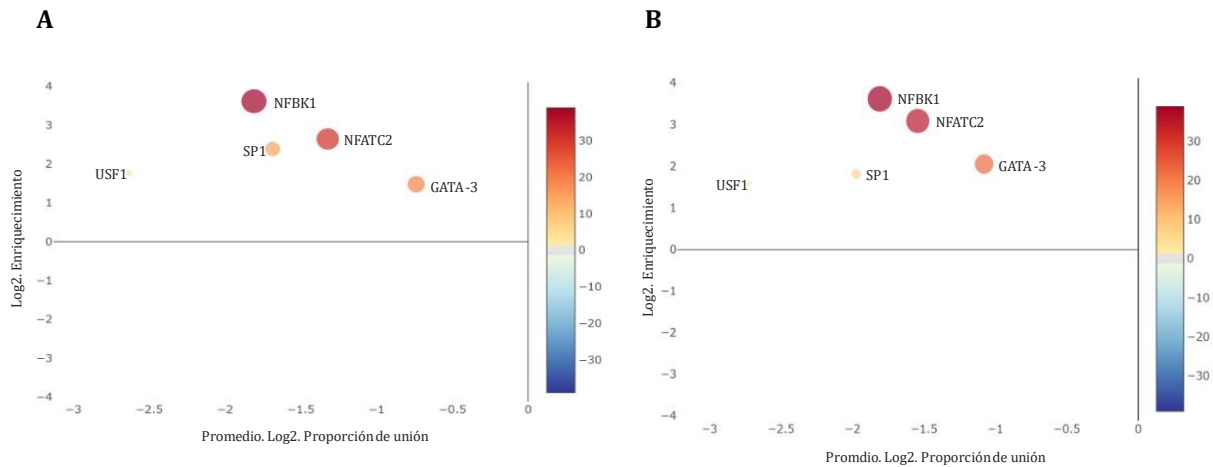 A
Log2. Enriquecimiento
4
3
2
1
0
−1
−2
−3
−4
NFBK1
NFATC2
SP1
USF1
GATA-3
−3
−2.5
−2
−1.5
−1
−0.5
0
Promedio. Log2. Proporción de unión
30
20
10
0
−10
−20
−30
B
Log2. Enriquecimiento
4
3
2
1
0
−1
−2
−3
−4
NFBK1
NFATC2
SP1
USF1
GATA-3
−3
−2.5
−2
−1.5
−1
−0.5
0
Promdio. Log2. Proporción de unión
30
20
10
0
−10
−20
−30